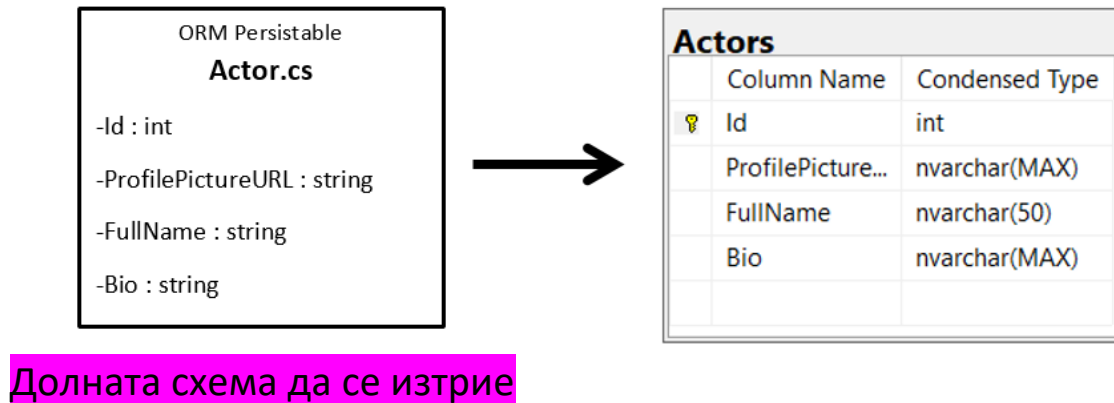 ORM Persistable
Actor.cs
-Id : int
-ProfilePictureURL : string
-FullName : string
-Bio : string
Actors
Column Name Condensed Type
Id int
ProfilePicture... nvarchar(MAX)
FullName nvarchar(50)
Bio nvarchar(MAX)
Долната схема да се изтрие